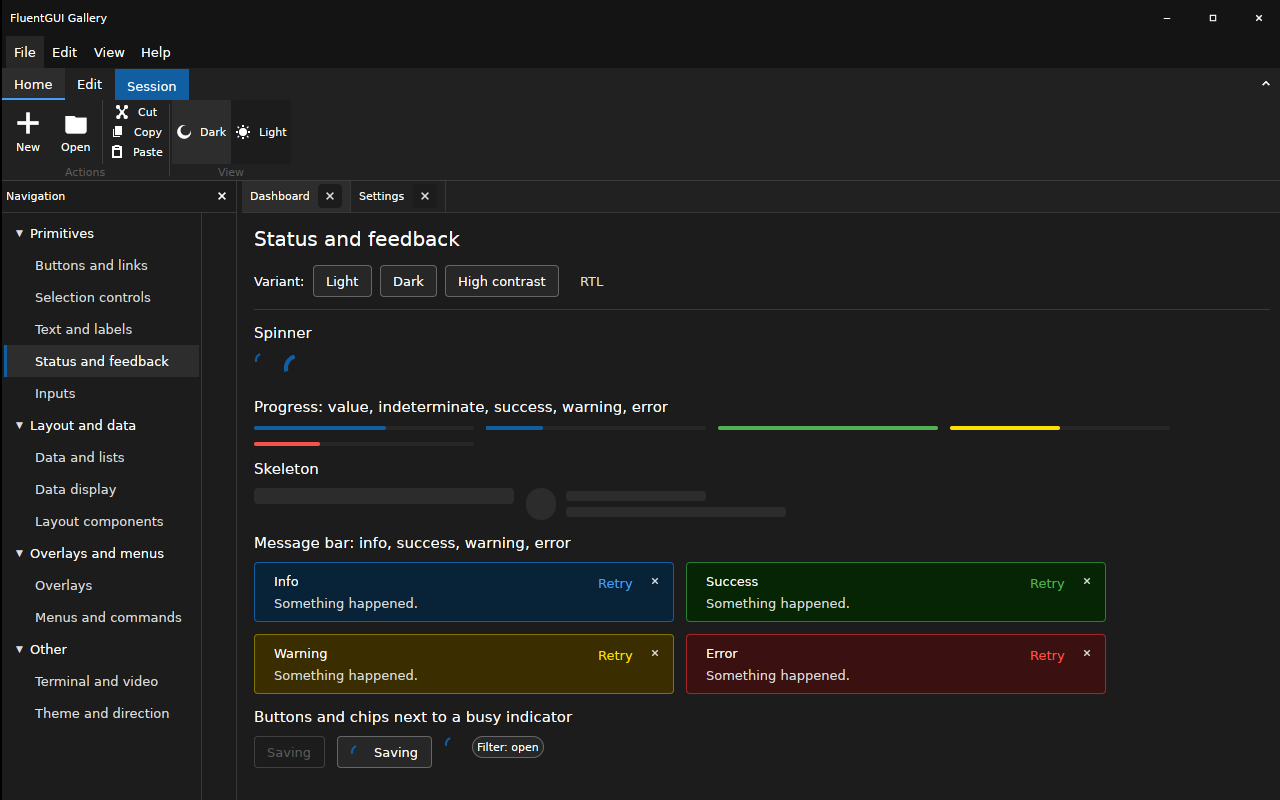 FluentGUI Gallery
File Edit View Help
Home Edit Session
New Open Cut Copy Paste Dark Light
Actions View
Navigation
Dashboard Settings
Primitives
Buttons and links
Selection controls
Text and labels
Status and feedback
Inputs
Layout and data
Data and lists
Data display
Layout components
Overlays and menus
Overlays
Menus and commands
Other
Terminal and video
Theme and direction
Status and feedback
Variant: Light Dark High contrast RTL
Spinner
Progress: value, indeterminate, success, warning, error
Skeleton
Message bar: info, success, warning, error
Info Retry
Something happened.
Success Retry
Something happened.
Warning Retry
Something happened.
Error Retry
Something happened.
Buttons and chips next to a busy indicator
Saving Saving Filter: open